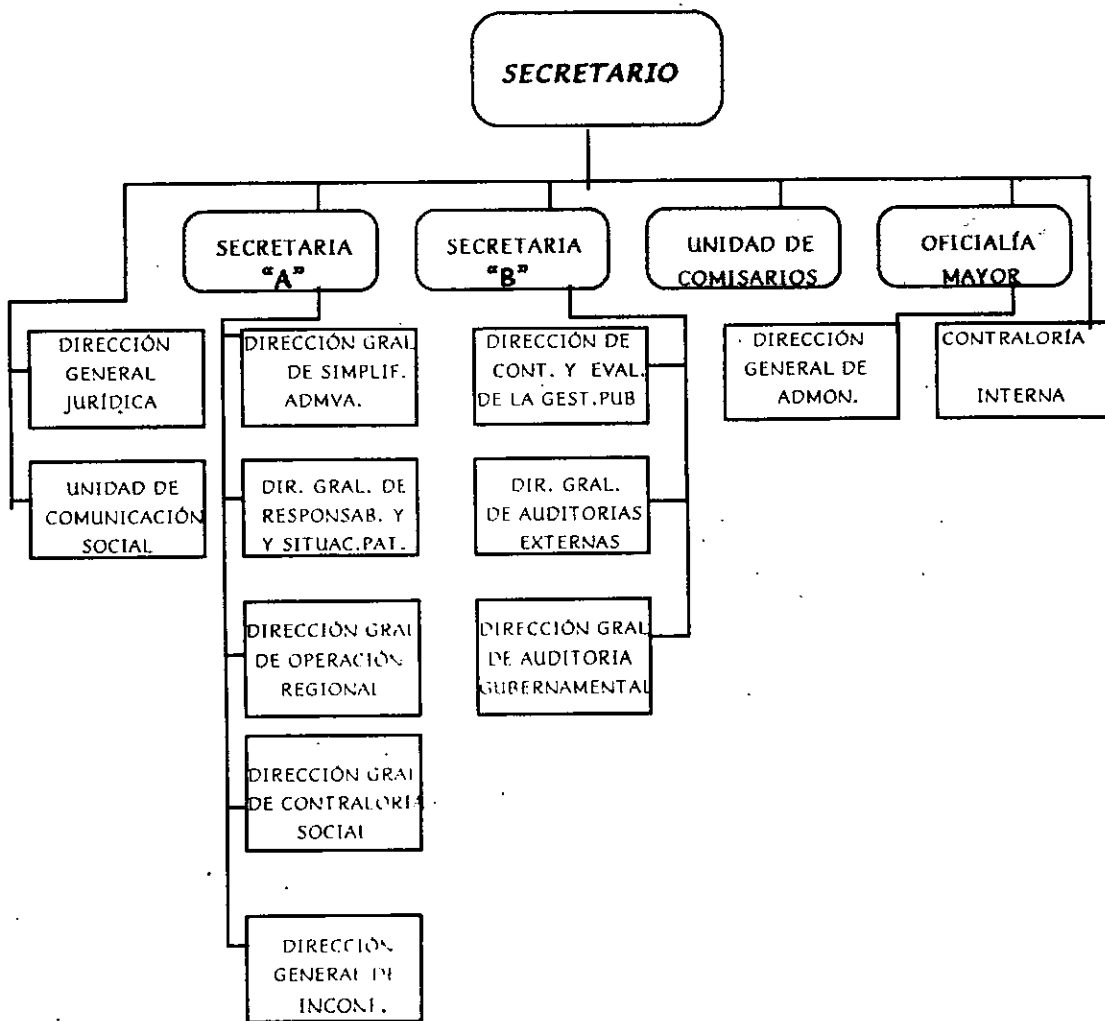 SECRETARIO
SECRETARIA
"A"
SECRETARIA
"B"
UNIDAD DE
COMISARIOS
OFICIALÍA
MAYOR
DIRECCIÓN
GENERAL
JURÍDICA
DIRECCIÓN GRAL
DE SIMPLIF.
ADMVA.
DIRECCIÓN DE
CONT. Y EVAL.
DE LA GEST.PUB
DIRECCIÓN
GENERAL DE
ADMON.
CONTRALORÍA
INTERNA
UNIDAD DE
COMUNICACIÓN
SOCIAL
DIR. GRAL. DE
RESPONSAB. Y
Y SITUAC.PAT.
DIR. GRAL.
DE AUDITORIAS
EXTERNAS
DIRECCIÓN GRAL
DE OPERACIÓN
REGIONAL
DIRECCIÓN GRAL
DE AUDITORIA
GUBERNAMENTAL
DIRECCIÓN GRAL
DE CONTRALORIA
SOCIAL
DIRECCIÓN
GENERAL DE
INCONF.